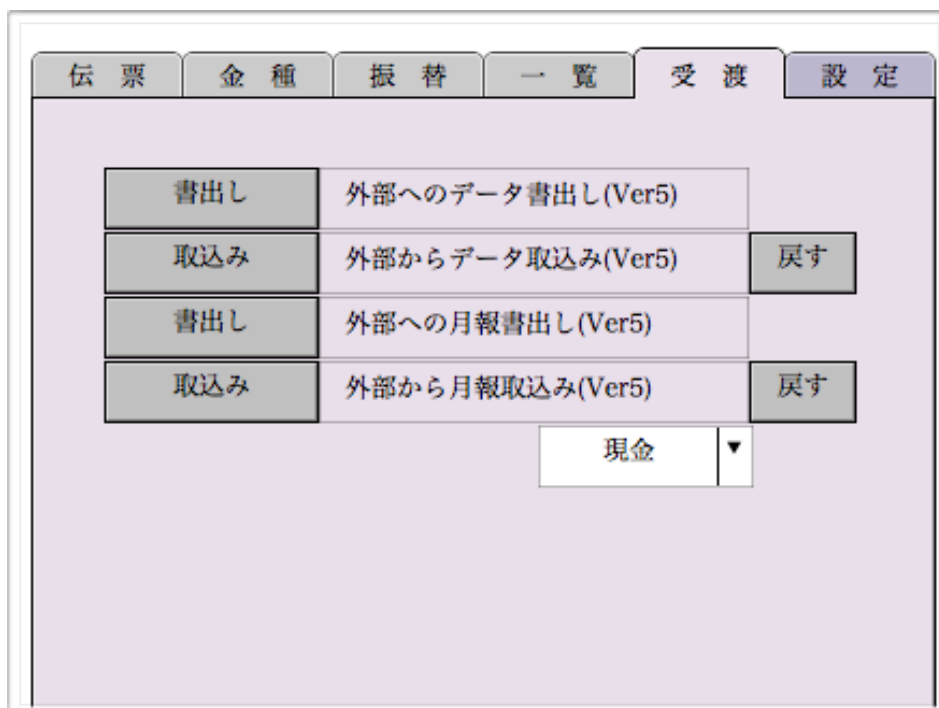 伝 票 金 種 振 替 一 覧 受 渡 設 定
書出し 外部へのデータ書出し(Ver5)
取込み 外部からデータ取込み(Ver5) 戻す
書出し 外部への月報書出し(Ver5)
取込み 外部から月報取込み(Ver5) 戻す
現金 ▼